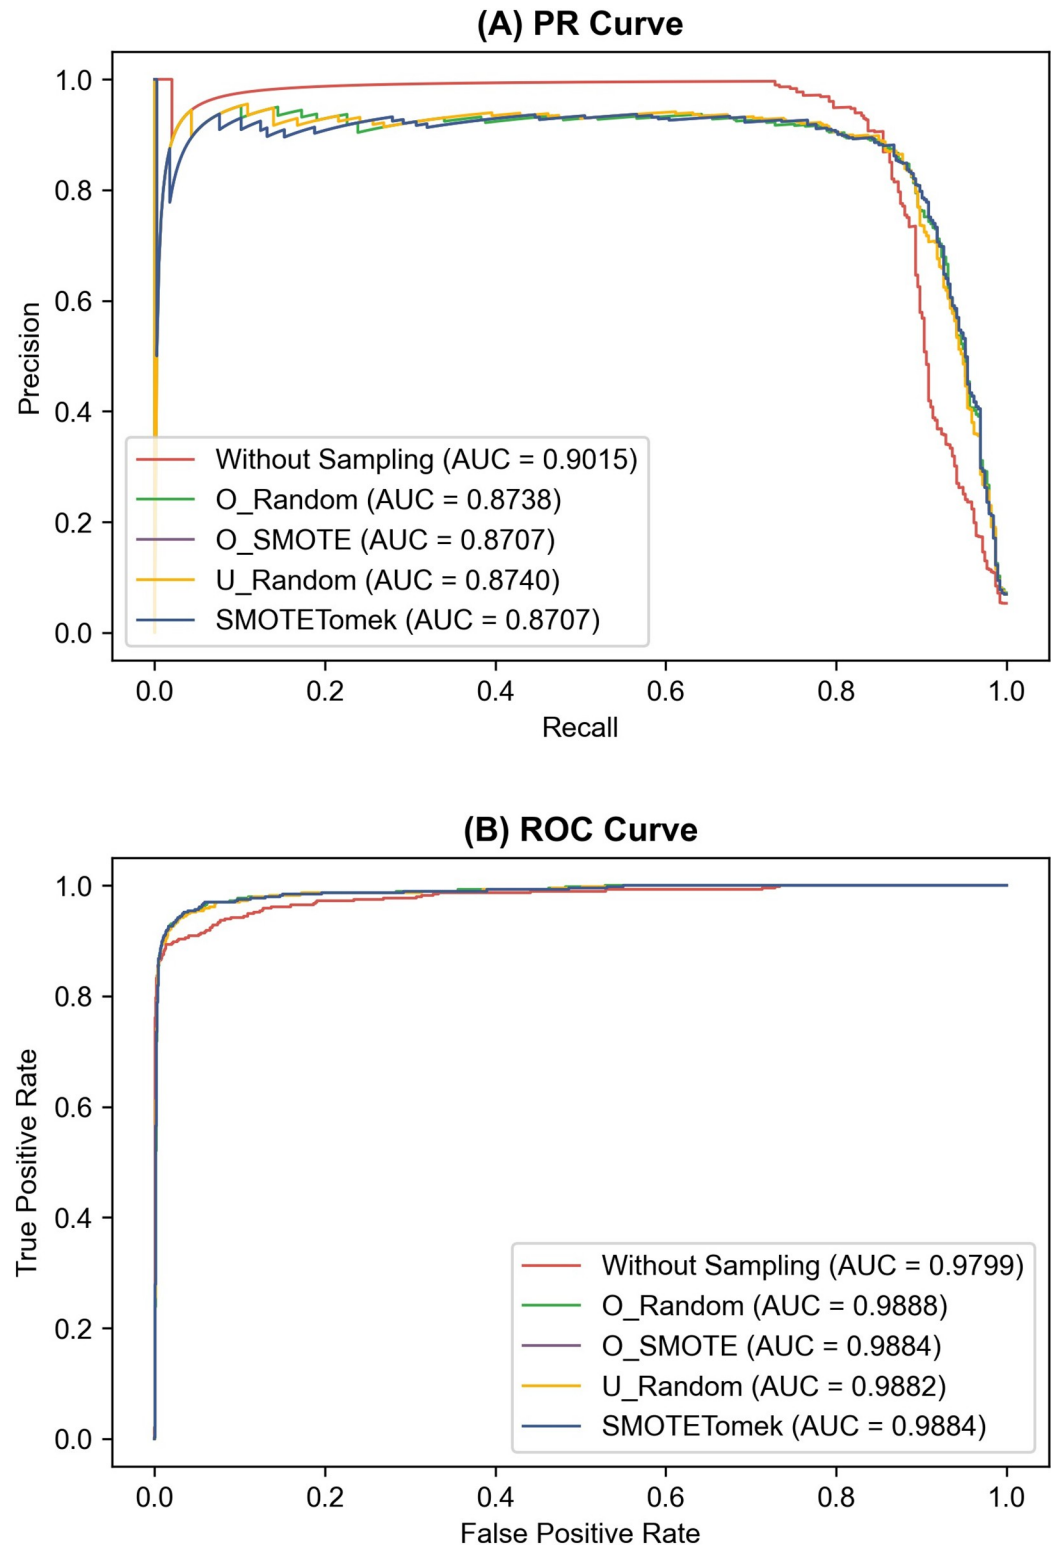 (A) PR Curve
1.0
0.8
0.6
0.4
0.2
0.0
Precision
Without Sampling (AUC = 0.9015)
O_Random (AUC = 0.8738)
O_SMOTE (AUC = 0.8707)
U_Random (AUC = 0.8740)
SMOTETomek (AUC = 0.8707)
0.0 0.2 0.4 0.6 0.8 1.0
Recall
(B) ROC Curve
1.0
0.8
0.6
0.4
0.2
0.0
True Positive Rate
Without Sampling (AUC = 0.9799)
O_Random (AUC = 0.9888)
O_SMOTE (AUC = 0.9884)
U_Random (AUC = 0.9882)
SMOTETomek (AUC = 0.9884)
0.0 0.2 0.4 0.6 0.8 1.0
False Positive Rate